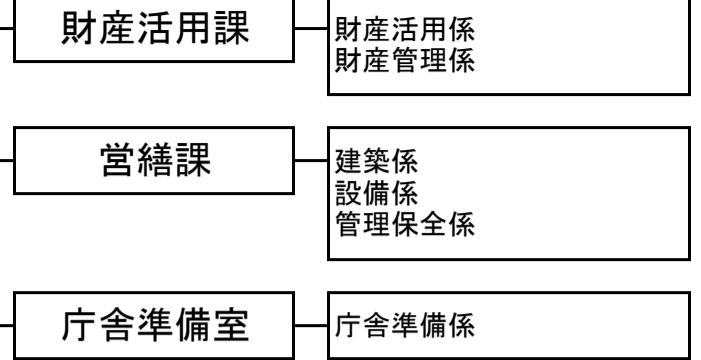 財産活用課
財産活用係
財産管理係
営繕課
建築係
設備係
管理保全係
庁舎準備室
庁舎準備係